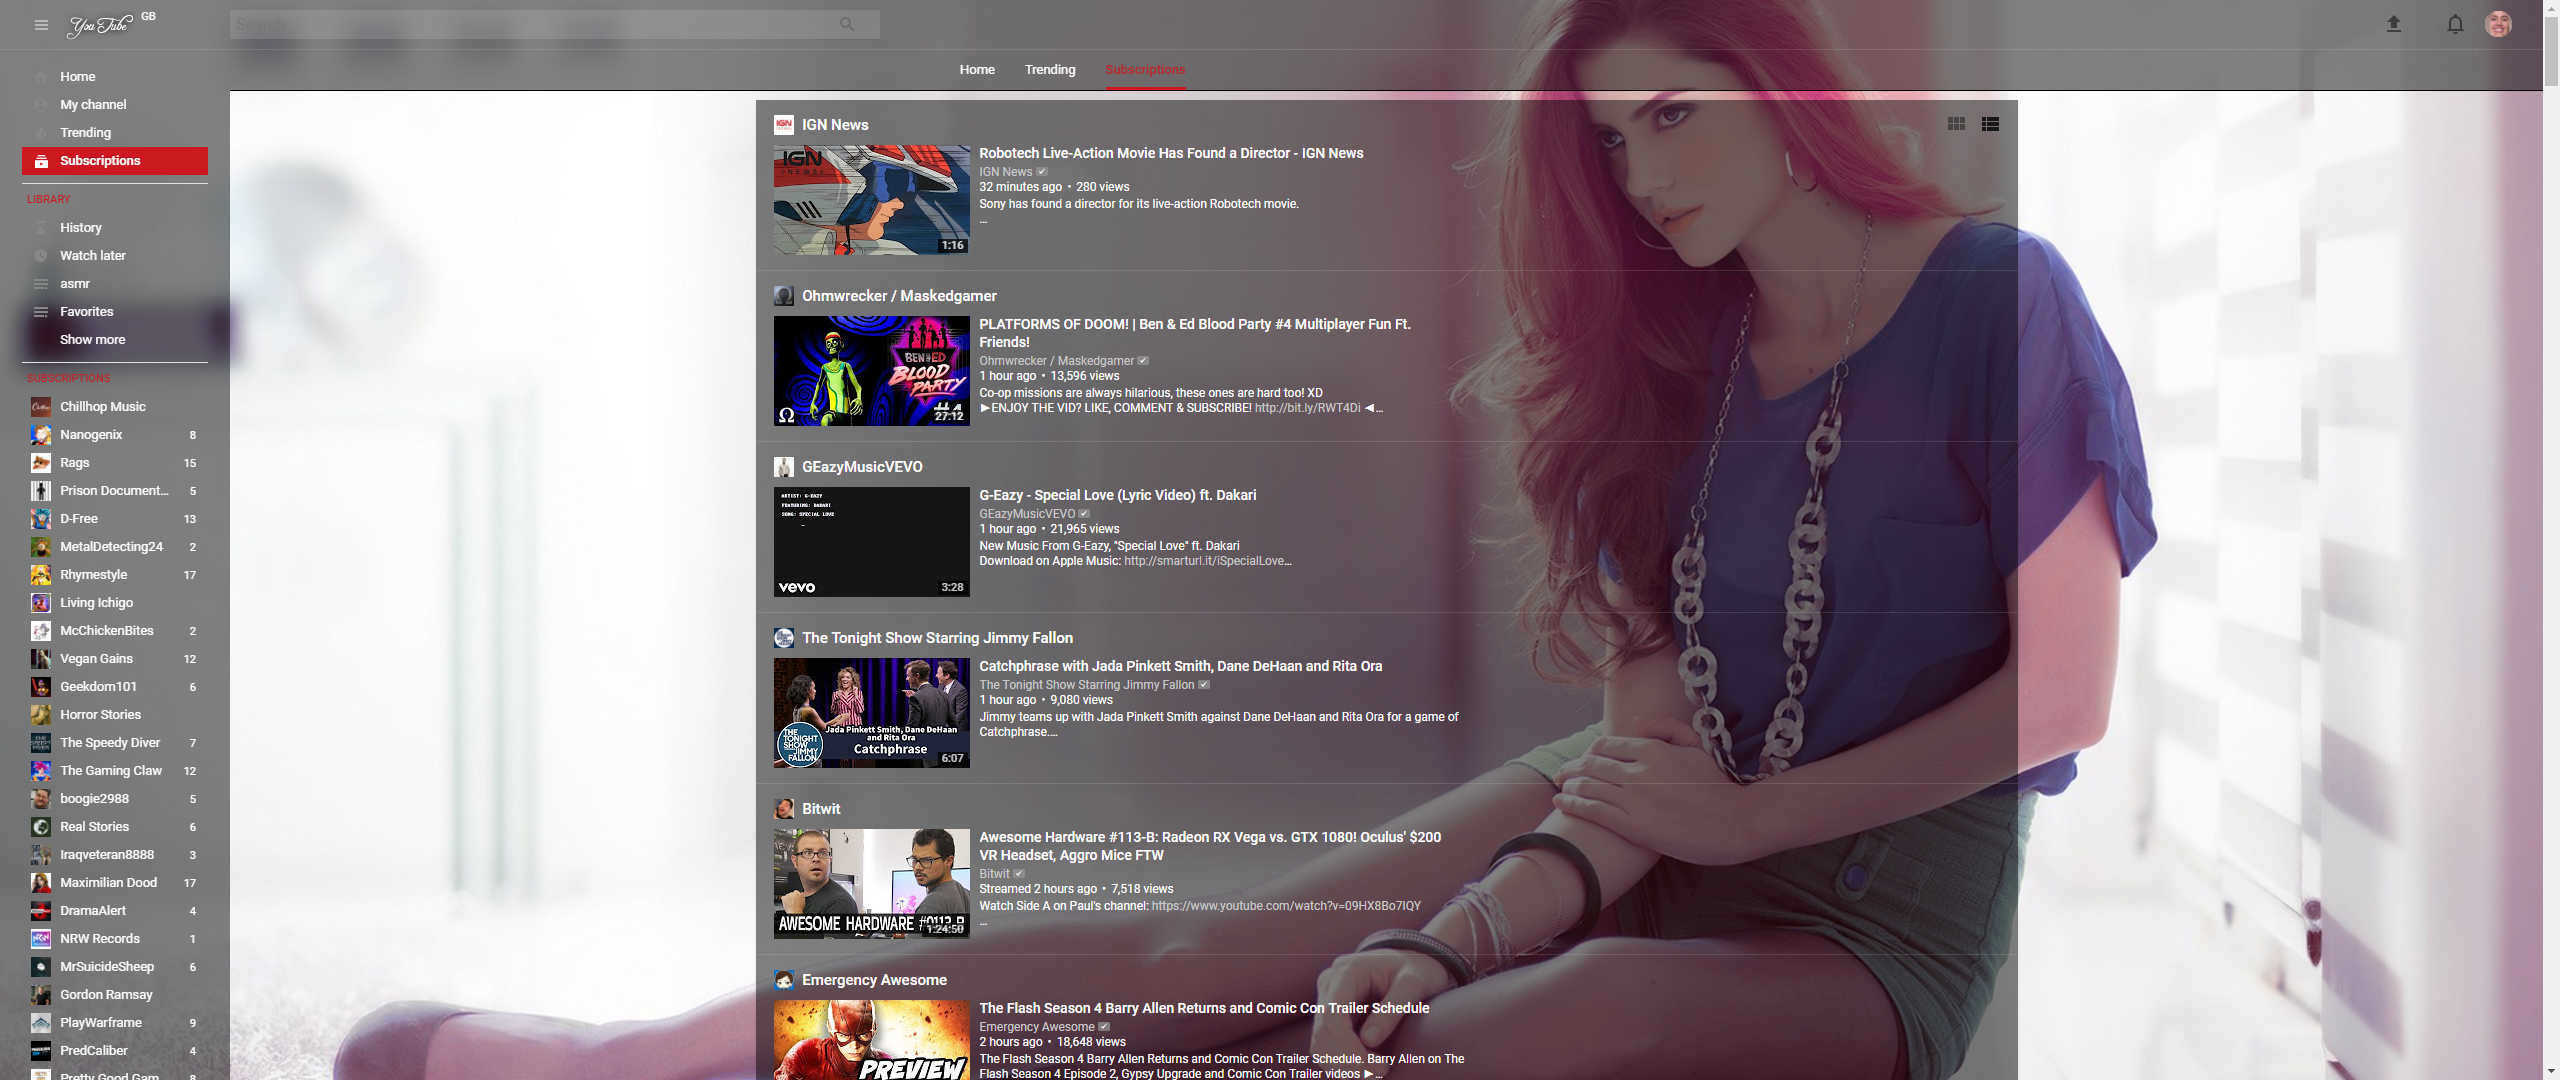 You Tube GB
Search
Home
My channel
Trending
Subscriptions
LIBRARY
History
Watch later
asmr
Favorites
Show more
SUBSCRIPTIONS
Chillhop Music
Nanogenix 8
Rags 15
Prison Document... 5
D-Free 13
MetalDetecting24 2
Rhymestyle 17
Living Ichigo
McChickenBites 2
Vegan Gains 12
Geekdom101 6
Horror Stories
The Speedy Diver 7
The Gaming Claw 12
boogie2988 5
Real Stories 6
Iraqveteran8888 3
Maximilian Dood 17
DramaAlert 4
NRW Records 1
MrSuicideSheep 6
Gordon Ramsay
PlayWarframe 9
PredCaliber 4
Pretty Good Gam... 8
Home Trending Subscriptions
IGN News
IGN
NEWS
1:16
Robotech Live-Action Movie Has Found a Director - IGN News
IGN News
32 minutes ago • 280 views
Sony has found a director for its live-action Robotech movie.
...
Ohmwrecker / Maskedgamer
BEN AND ED
BLOOD
PARTY
Ω
#4
27:12
PLATFORMS OF DOOM! | Ben & Ed Blood Party #4 Multiplayer Fun Ft.
Friends!
Ohmwrecker / Maskedgamer
1 hour ago • 13,596 views
Co-op missions are always hilarious, these ones are hard too! XD
►ENJOY THE VID? LIKE, COMMENT & SUBSCRIBE! http://bit.ly/RWT4Di ◄...
GEazyMusicVEVO
ARTIST: G-EAZY
FEATURING: DAKARI
SONG: SPECIAL LOVE
vevo
3:28
G-Eazy - Special Love (Lyric Video) ft. Dakari
GEazyMusicVEVO
1 hour ago • 21,965 views
New Music From G-Eazy, "Special Love" ft. Dakari
Download on Apple Music: http://smarturl.it/iSpecialLove...
The Tonight Show Starring Jimmy Fallon
Jada Pinkett Smith, Dane DeHaan
and Rita Ora
Catchphrase
THE
TONIGHT
SHOW
JIMMY
FALLON
6:07
Catchphrase with Jada Pinkett Smith, Dane DeHaan and Rita Ora
The Tonight Show Starring Jimmy Fallon
1 hour ago • 9,080 views
Jimmy teams up with Jada Pinkett Smith against Dane DeHaan and Rita Ora for a game of
Catchphrase....
Bitwit
AWESOME HARDWARE #0113-B
1:24:50
Awesome Hardware #113-B: Radeon RX Vega vs. GTX 1080! Oculus' $200
VR Headset, Aggro Mice FTW
Bitwit
Streamed 2 hours ago • 7,518 views
Watch Side A on Paul's channel: https://www.youtube.com/watch?v=09HX8Bo7IQY
...
Emergency Awesome
PREVIEW
The Flash Season 4 Barry Allen Returns and Comic Con Trailer Schedule
Emergency Awesome
2 hours ago • 18,648 views
The Flash Season 4 Barry Allen Returns and Comic Con Trailer Schedule. Barry Allen on The
Flash Season 4 Episode 2, Gypsy Upgrade and Comic Con Trailer videos ►...